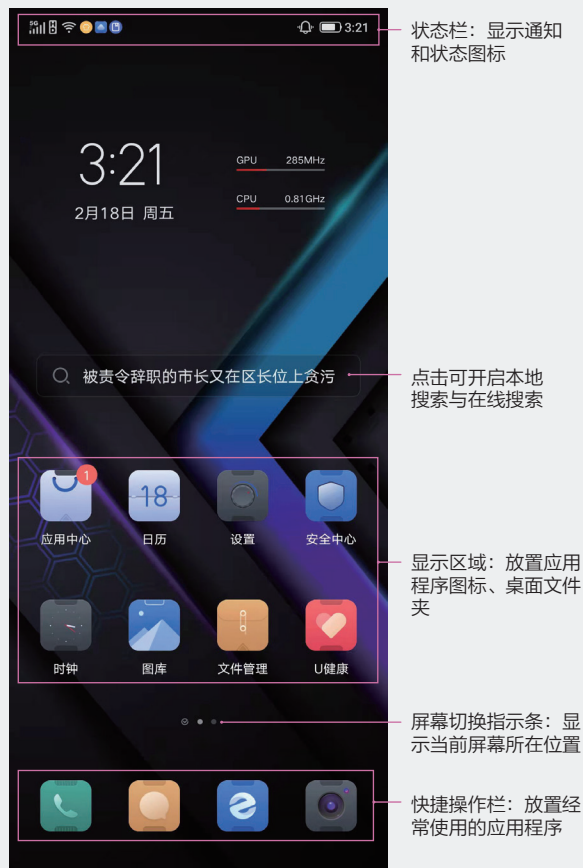 5G
3:21
状态栏：显示通知
和状态图标
3:21
2月18日 周五
GPU 285MHz
CPU 0.81GHz
被责令辞职的市长又在区长位上贪污
点击可开启本地
搜索与在线搜索
1
18
应用中心 日历 设置 安全中心
显示区域：放置应用
程序图标、桌面文件
夹
时钟 图库 文件管理 U健康
屏幕切换指示条：显
示当前屏幕所在位置
快捷操作栏：放置经
常使用的应用程序